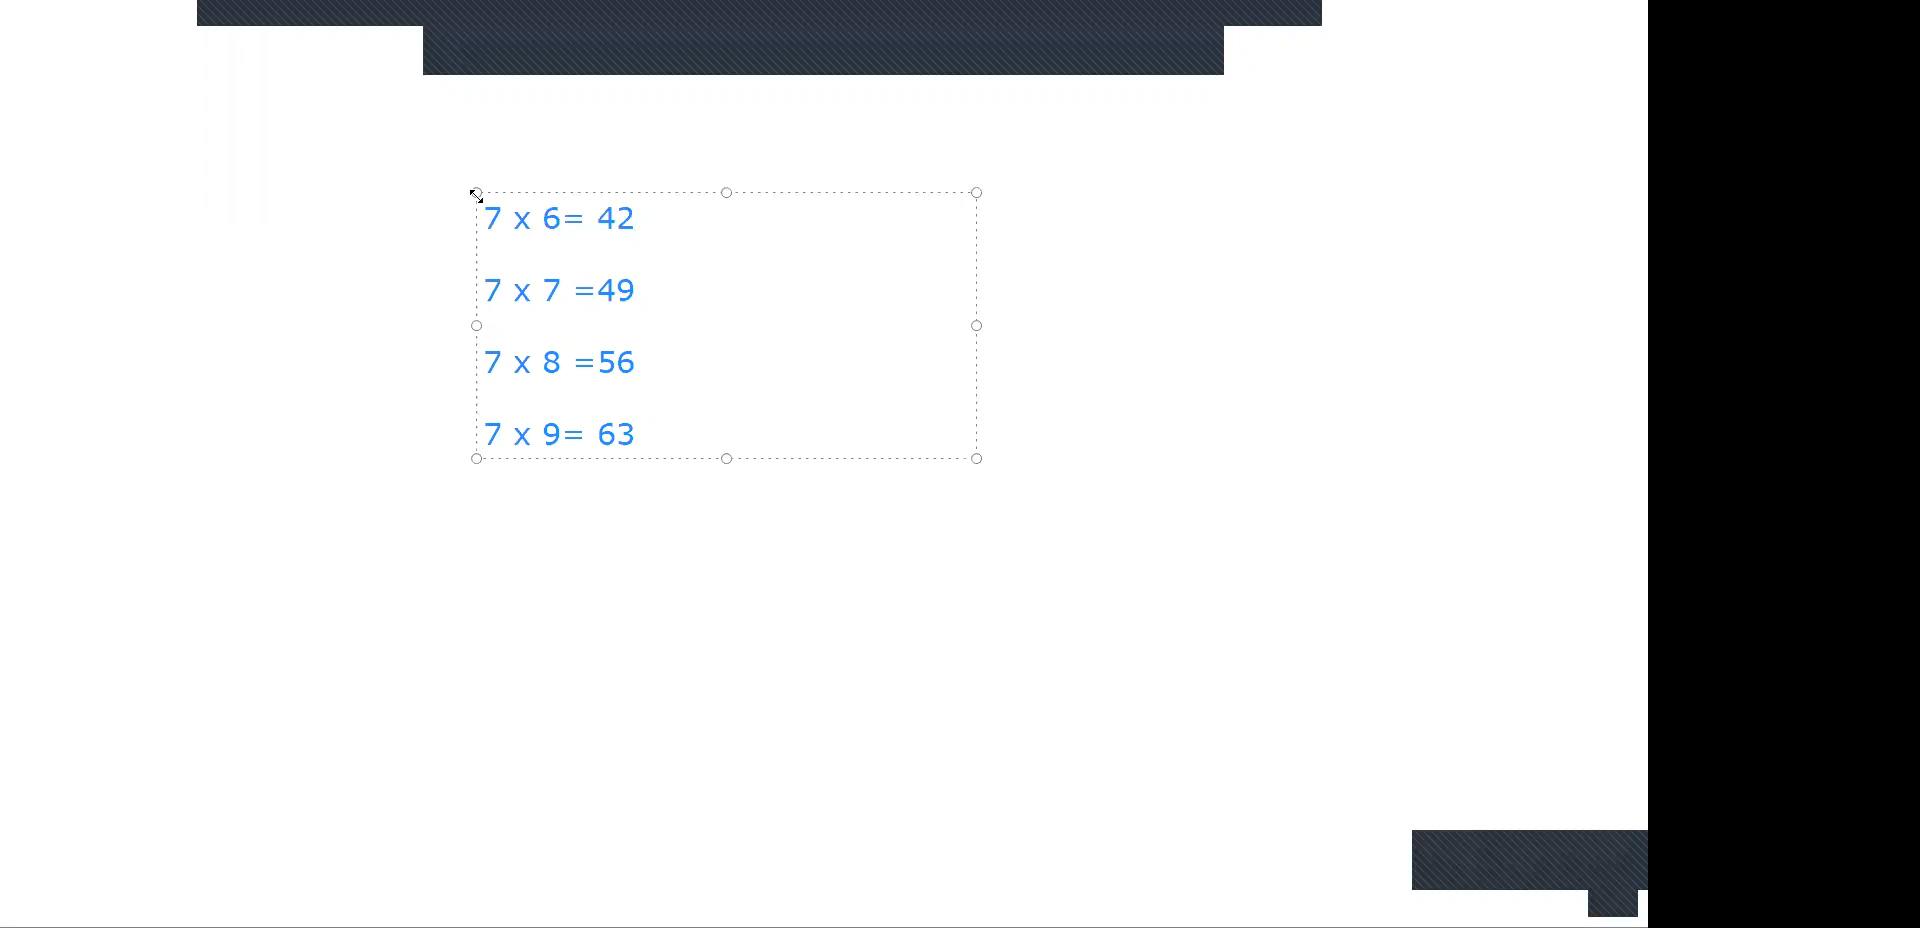 7 x 6= 42
7 x 7 =49
7 x 8 =56
7 x 9= 63